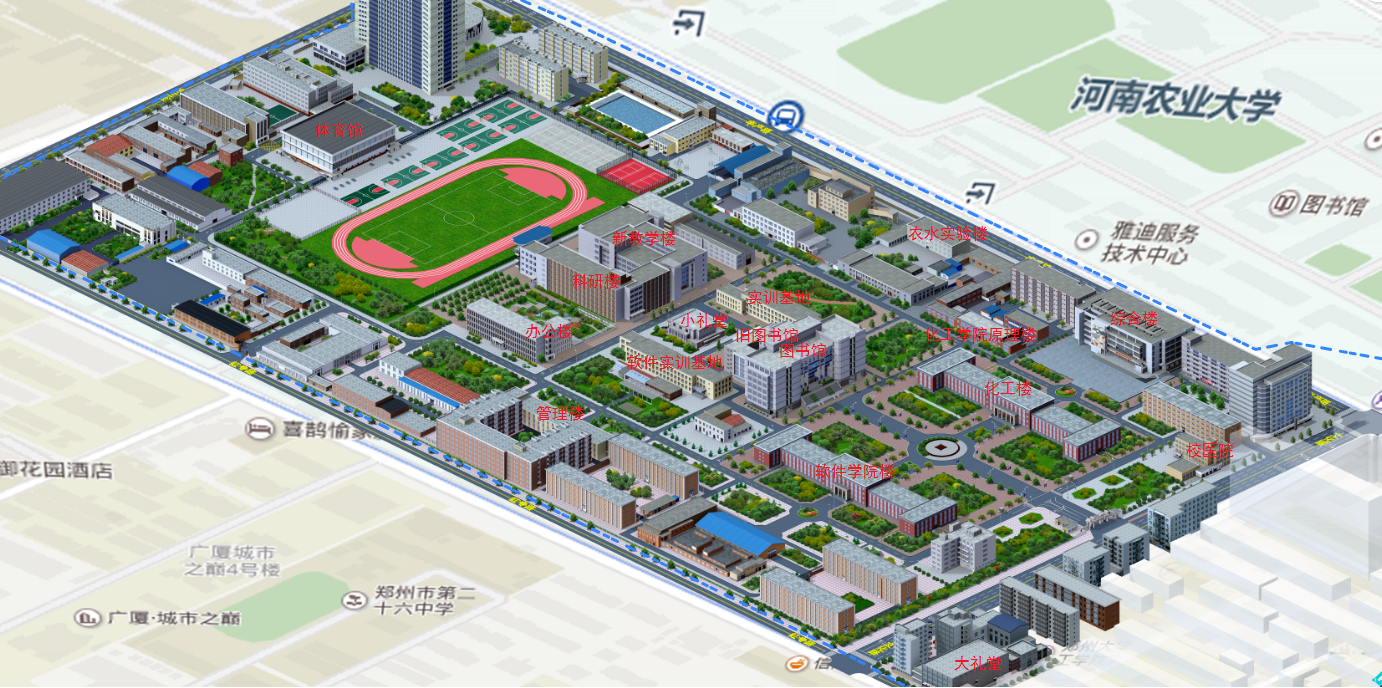 河南农业大学
体育馆
图书馆
雅迪服务
技术中心
农水实验楼
新教学楼
科研楼
实训基地
小礼堂
综合楼
办公楼
旧图书馆
化工学院原理楼
图书馆
软件实训基地
化工楼
管理楼
喜鹊愉家
校医院
御花园酒店
软件学院楼
广厦城市
之巅4号楼
郑州市第二
十六中学
广厦·城市之巅
大礼堂
信